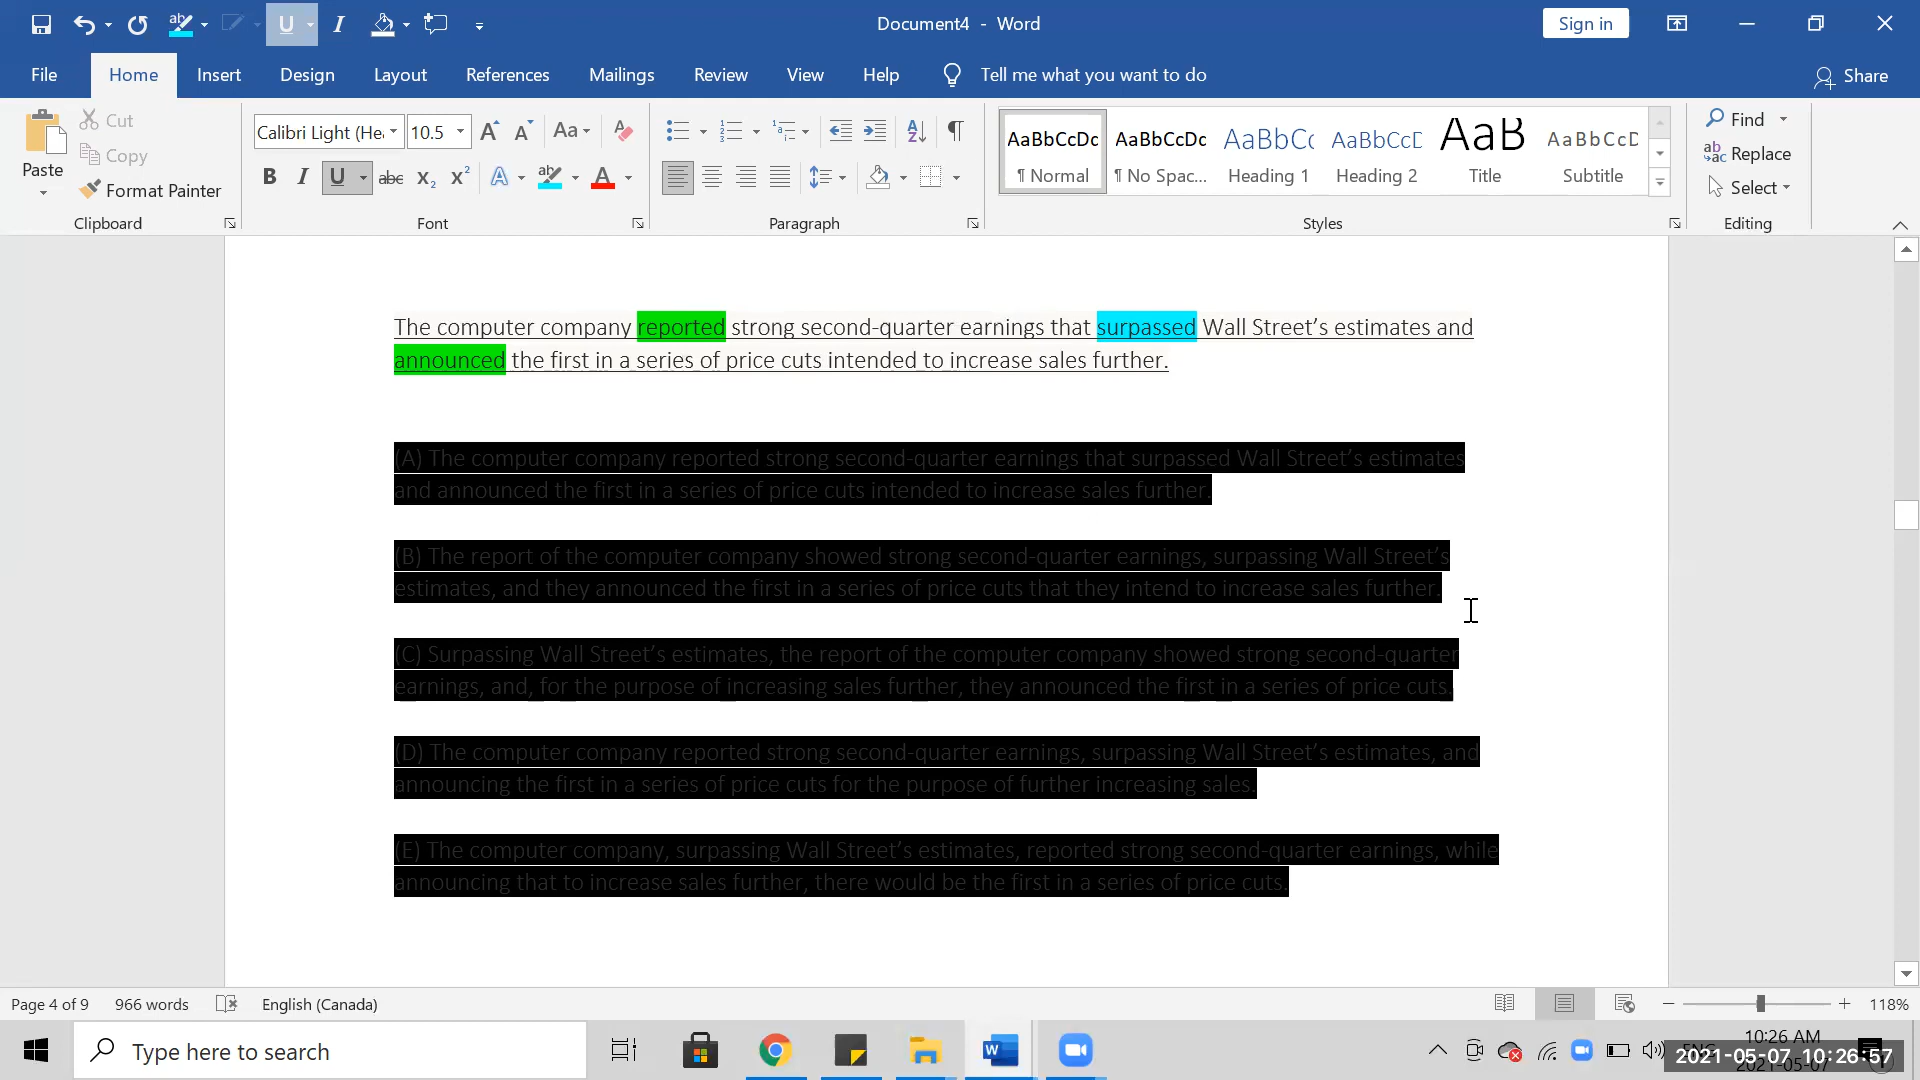 Document4 - Word
Sign in
File Home Insert Design Layout References Mailings Review View Help Tell me what you want to do Share
Paste
Cut
Copy
Format Painter
Calibri Light (He 10.5
AaBbCcDc AaBbCcDc AaBbCc AaBbCcD AaB AaBbCcD
¶ Normal ¶ No Spac... Heading 1 Heading 2 Title Subtitle
Find
Replace
Select
Clipboard Font Paragraph Styles Editing
The computer company reported strong second-quarter earnings that surpassed Wall Street’s estimates and
announced the first in a series of price cuts intended to increase sales further.
(A) The computer company reported strong second-quarter earnings that surpassed Wall Street’s estimates
and announced the first in a series of price cuts intended to increase sales further.
(B) The report of the computer company showed strong second-quarter earnings, surpassing Wall Street’s
estimates, and they announced the first in a series of price cuts that they intend to increase sales further.
(C) Surpassing Wall Street’s estimates, the report of the computer company showed strong second-quarter
earnings, and, for the purpose of increasing sales further, they announced the first in a series of price cuts.
(D) The computer company reported strong second-quarter earnings, surpassing Wall Street’s estimates, and
announcing the first in a series of price cuts for the purpose of further increasing sales.
(E) The computer company, surpassing Wall Street’s estimates, reported strong second-quarter earnings, while
announcing that to increase sales further, there would be the first in a series of price cuts.
Page 4 of 9 966 words English (Canada) 118%
Type here to search
10:26 AM
2021-05-07 10:26:57